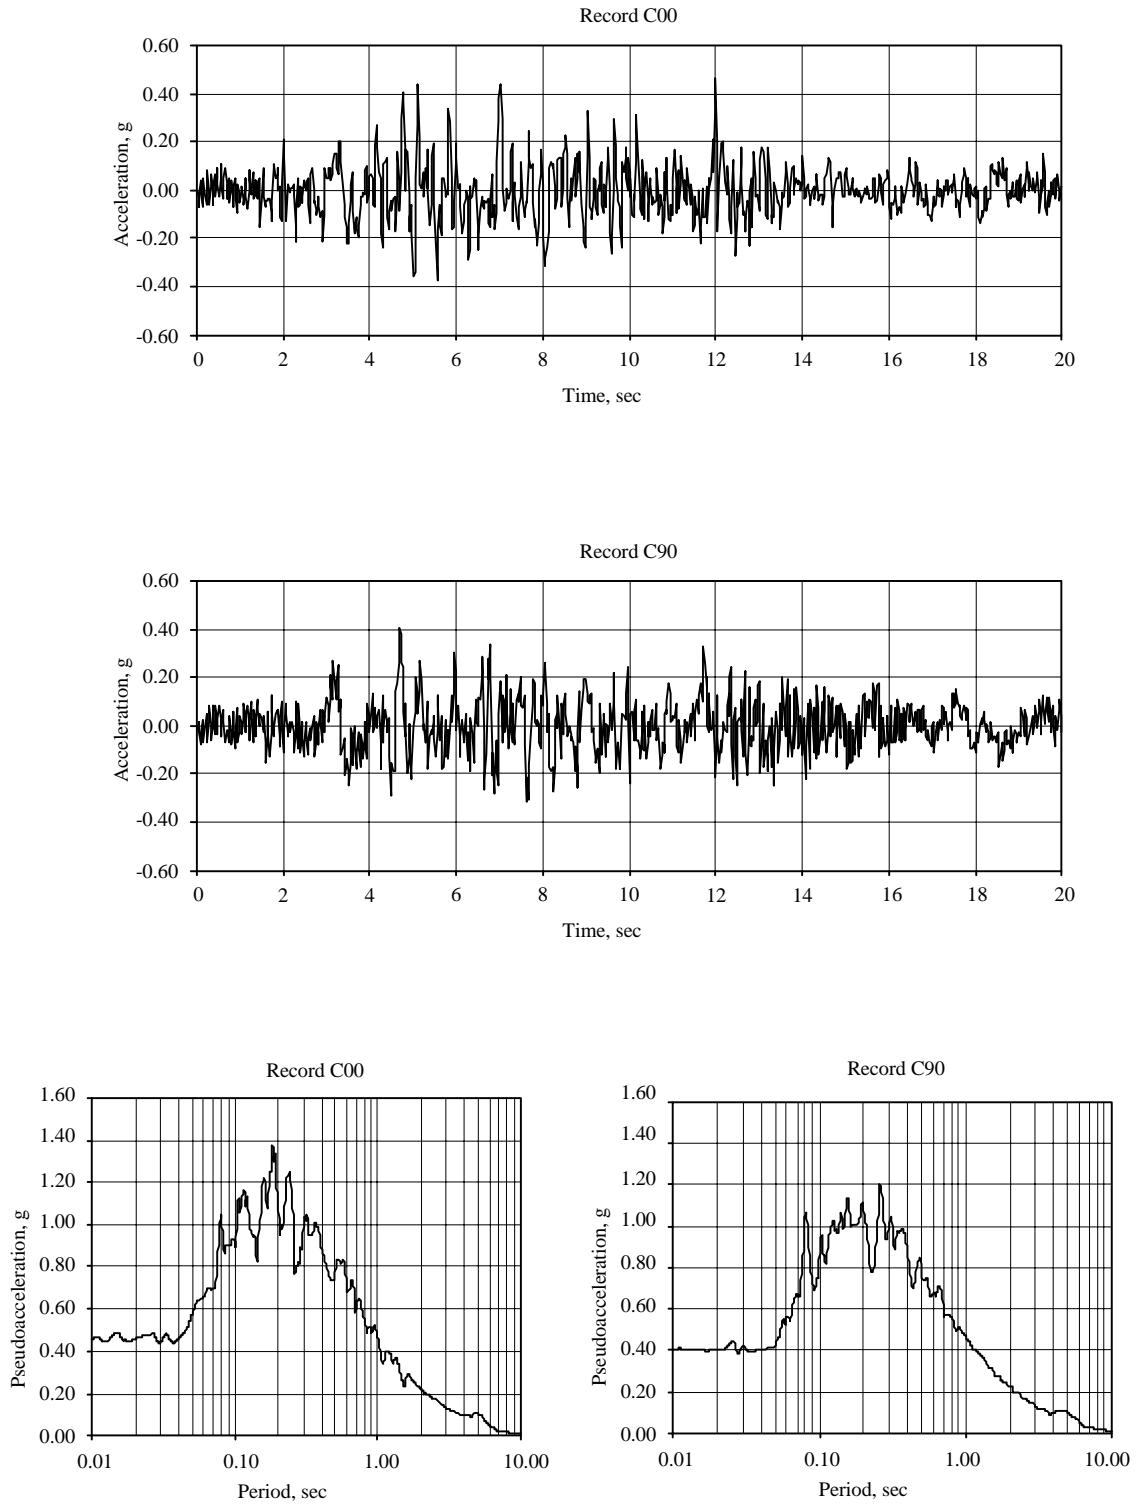 Record C00
0.60
0.40
0.20
0.00
-0.20
-0.40
-0.60
Acceleration, g
0 2 4 6 8 10 12 14 16 18 20
Time, sec
Record C90
0.60
0.40
0.20
0.00
-0.20
-0.40
-0.60
Acceleration, g
0 2 4 6 8 10 12 14 16 18 20
Time, sec
Record C00
1.60
1.40
1.20
1.00
0.80
0.60
0.40
0.20
0.00
Pseudoacceleration, g
0.01 0.10 1.00 10.00
Period, sec
Record C90
1.60
1.40
1.20
1.00
0.80
0.60
0.40
0.20
0.00
Pseudoacceleration, g
0.01 0.10 1.00 10.00
Period, sec